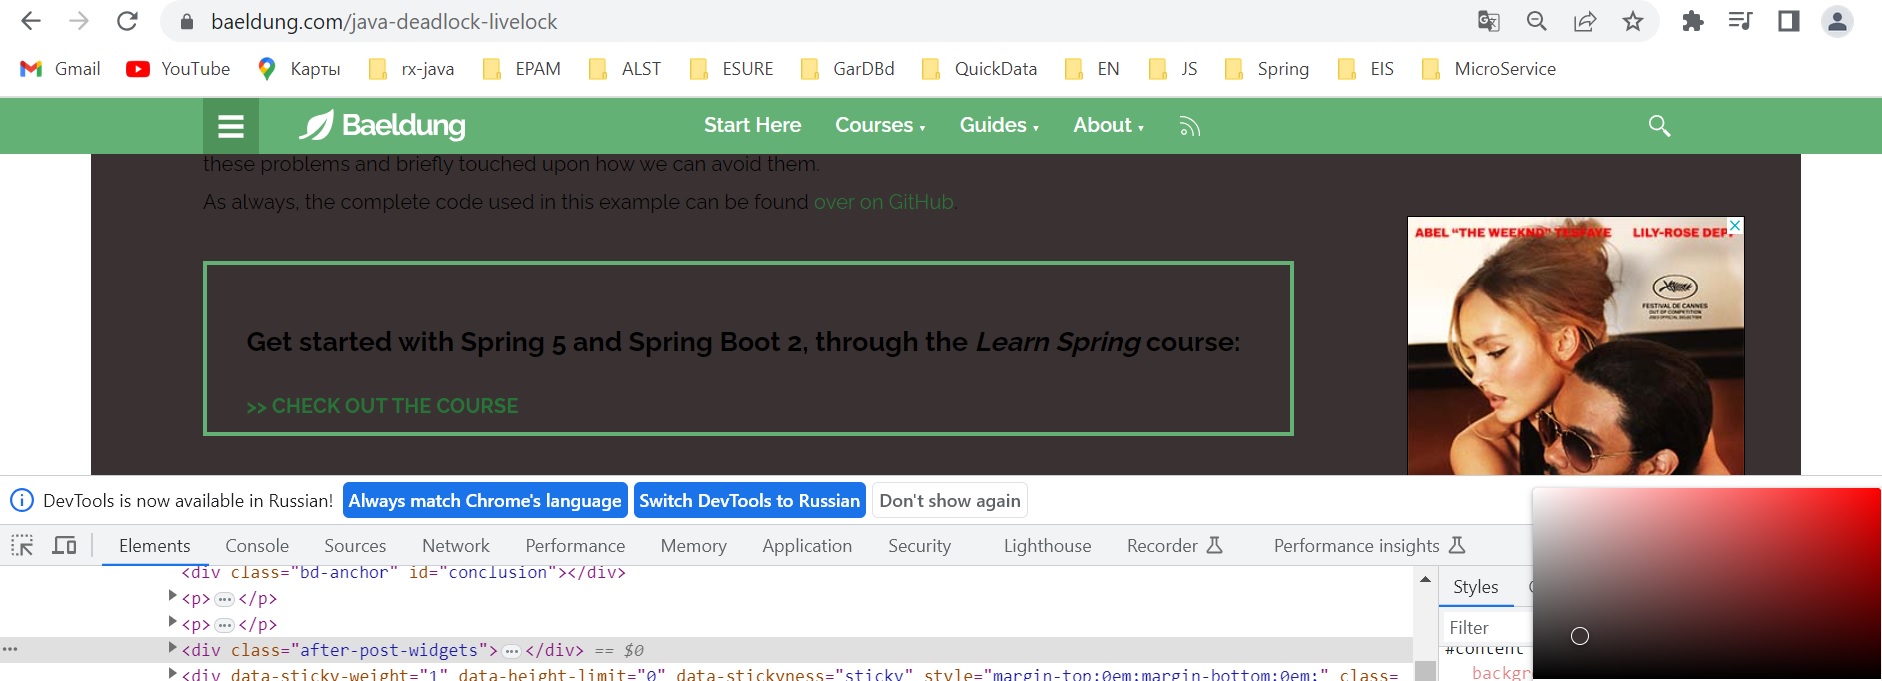 baeldung.com/java-deadlock-livelock
Gmail YouTube Карты rx-java EPAM ALST ESURE GarDBd QuickData EN JS Spring EIS MicroService
Baeldung Start Here Courses ▾ Guides ▾ About ▾
these problems and briefly touched upon how we can avoid them.
As always, the complete code used in this example can be found over on GitHub.
ABEL "THE WEEKND" TESFAYE LILY-ROSE DEPP
FESTIVAL DE CANNES
OUT OF COMPETITION
2023 OFFICIAL SELECTION
Get started with Spring 5 and Spring Boot 2, through the Learn Spring course:
>> CHECK OUT THE COURSE
DevTools is now available in Russian! Always match Chrome's language Switch DevTools to Russian Don't show again
Elements Console Sources Network Performance Memory Application Security Lighthouse Recorder Performance insights
<div class="bd-anchor" id="conclusion"></div>
<p>…</p>
<p>…</p>
<div class="after-post-widgets">…</div> == $0
<div data-sticky-weight="1" data-height-limit="0" data-stickyness="sticky" style="margin-top:0em;margin-bottom:0em;" class=
Styles
Filter
#content
backgr